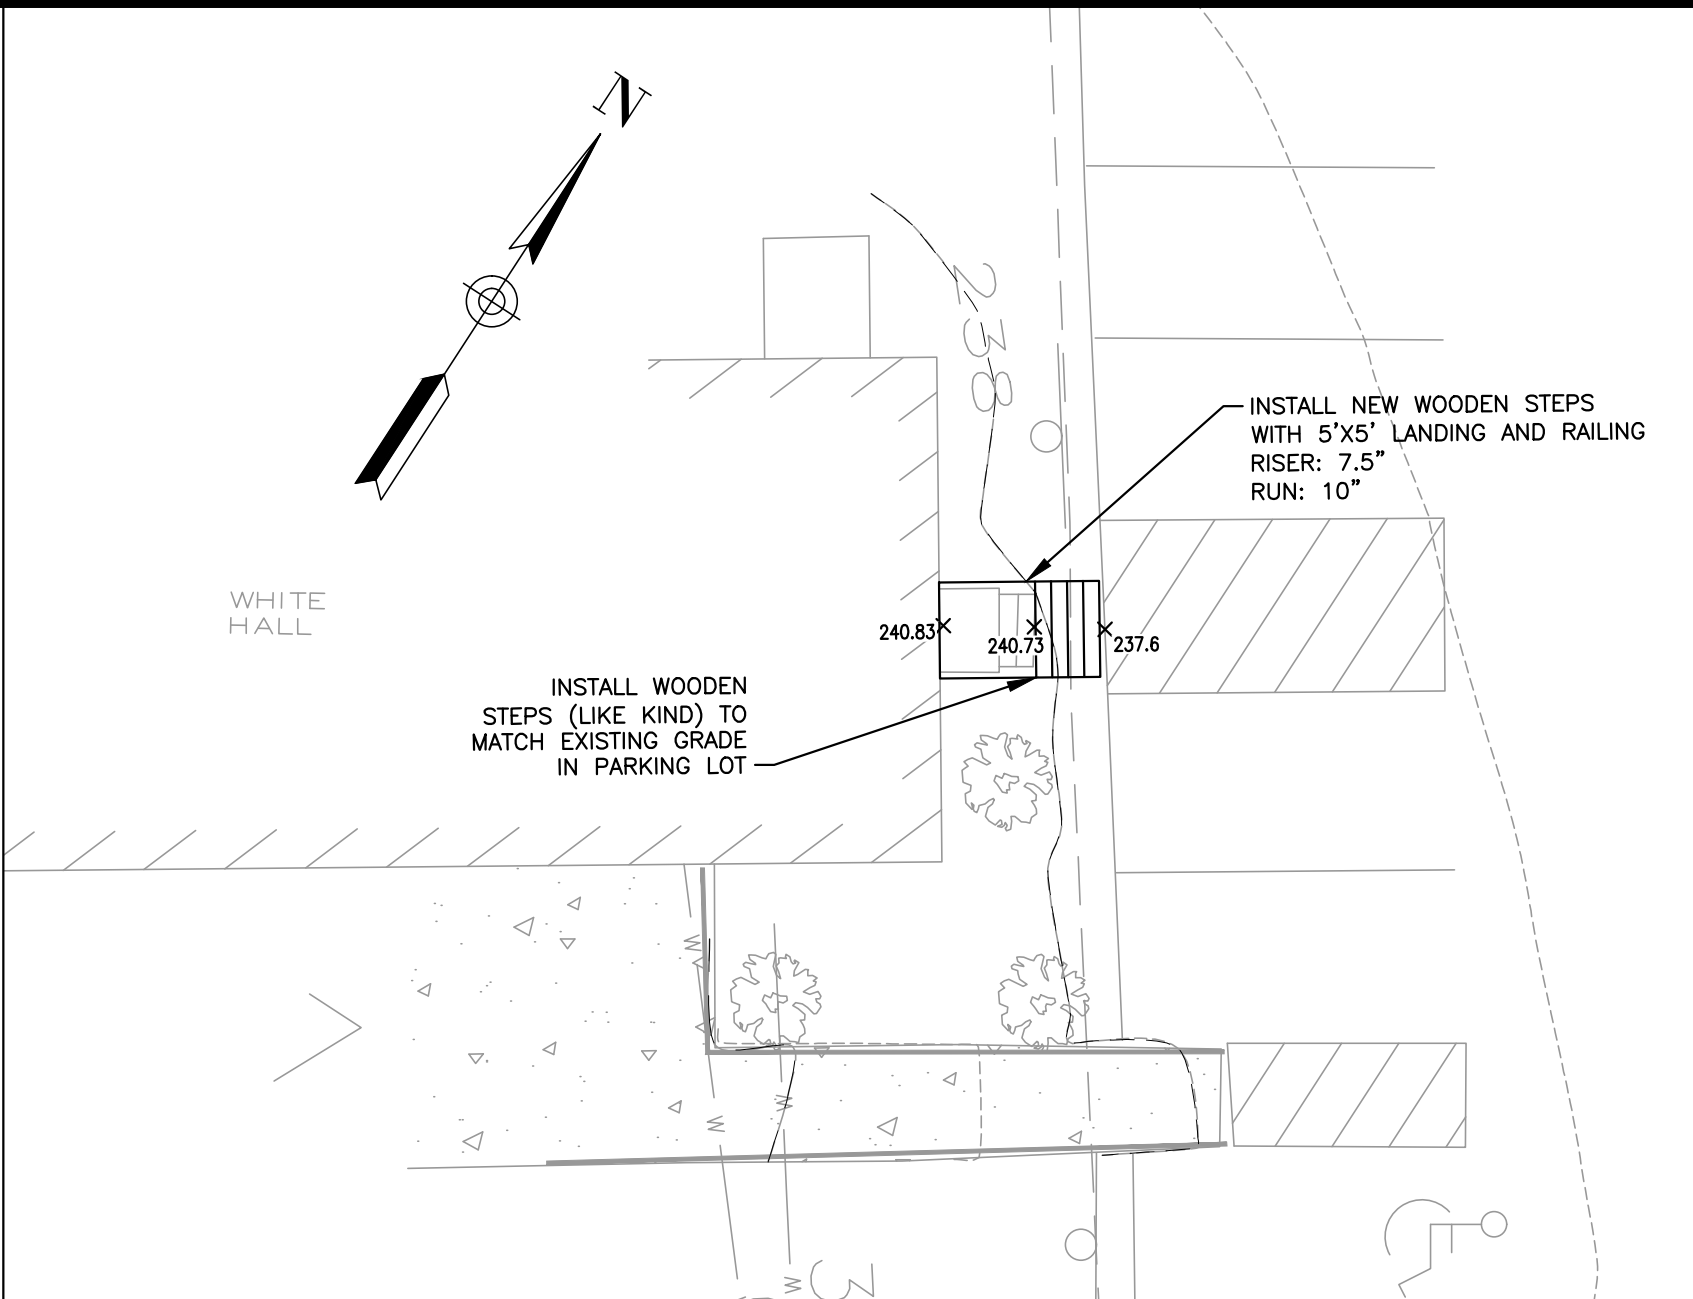 N
238
INSTALL NEW WOODEN STEPS
WITH 5'X5' LANDING AND RAILING
RISER: 7.5"
RUN: 10"
WHITE
HALL
240.83
240.73
237.6
INSTALL WOODEN
STEPS (LIKE KIND) TO
MATCH EXISTING GRADE
IN PARKING LOT
W
W
W
W
3